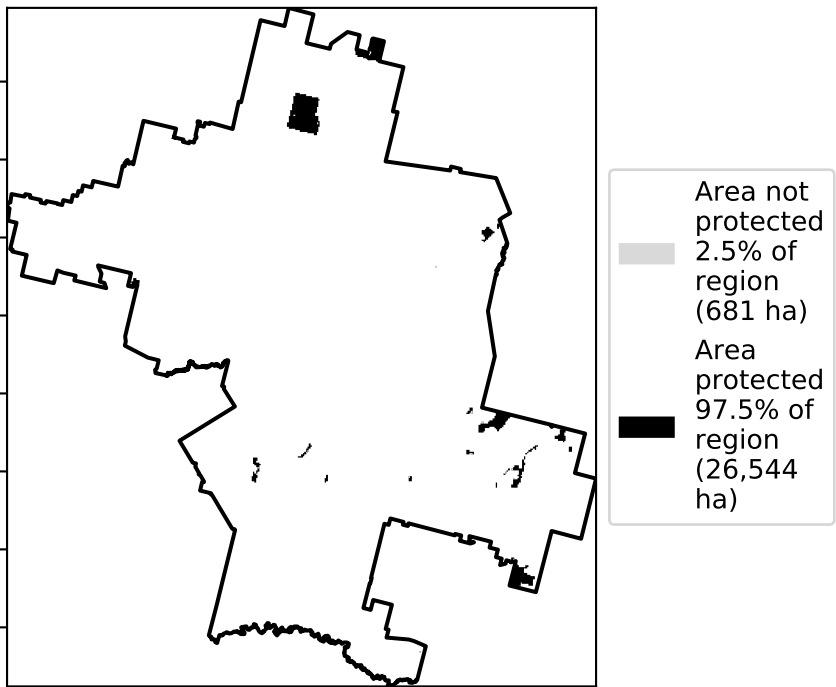 Area not
protected
2.5% of
region
(681 ha)
Area
protected
97.5% of
region
(26,544
ha)